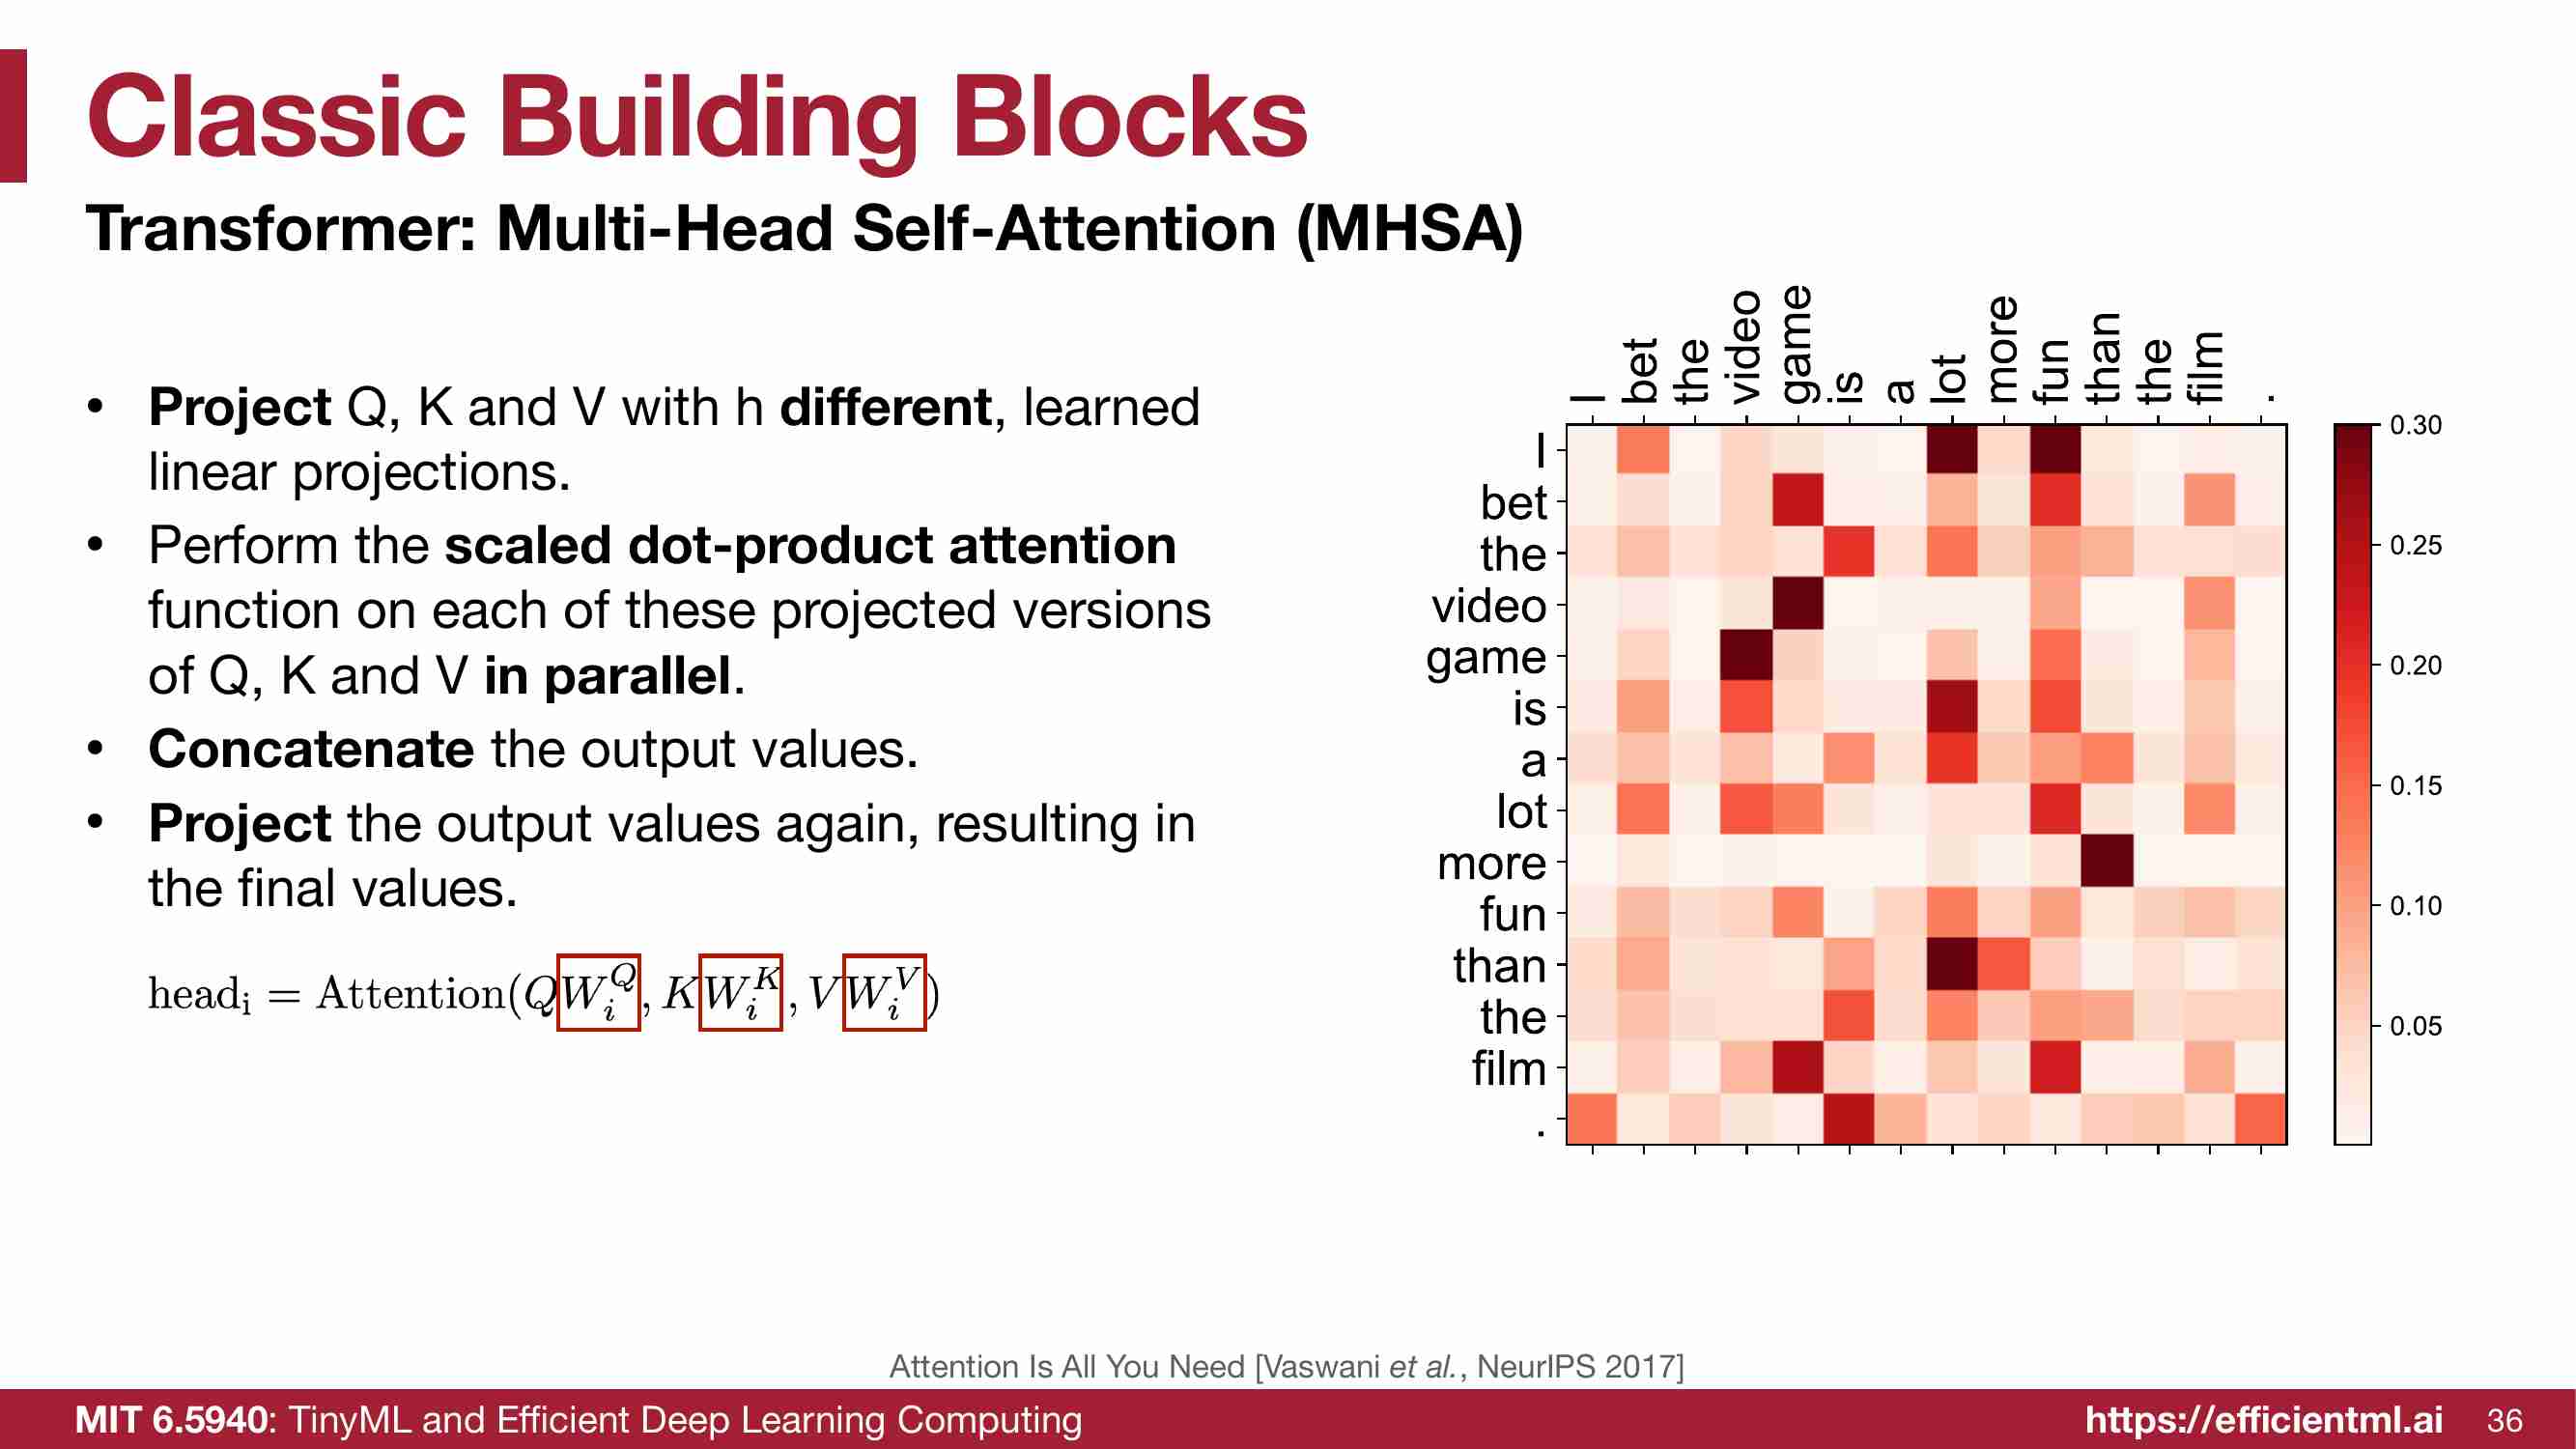 Classic Building Blocks
Transformer: Multi-Head Self-Attention (MHSA)
• Project Q, K and V with h different, learned
linear projections.
• Perform the scaled dot-product attention
function on each of these projected versions
of Q, K and V in parallel.
• Concatenate the output values.
• Project the output values again, resulting in
the final values.
head_i = Attention(QW_i^Q, KW_i^K, VW_i^V)
I bet the video game is a lot more fun than the film .
I
bet
the
video
game
is
a
lot
more
fun
than
the
film
.
0.30
0.25
0.20
0.15
0.10
0.05
Attention Is All You Need [Vaswani et al., NeurIPS 2017]
MIT 6.5940: TinyML and Efficient Deep Learning Computing
https://efficientml.ai 36